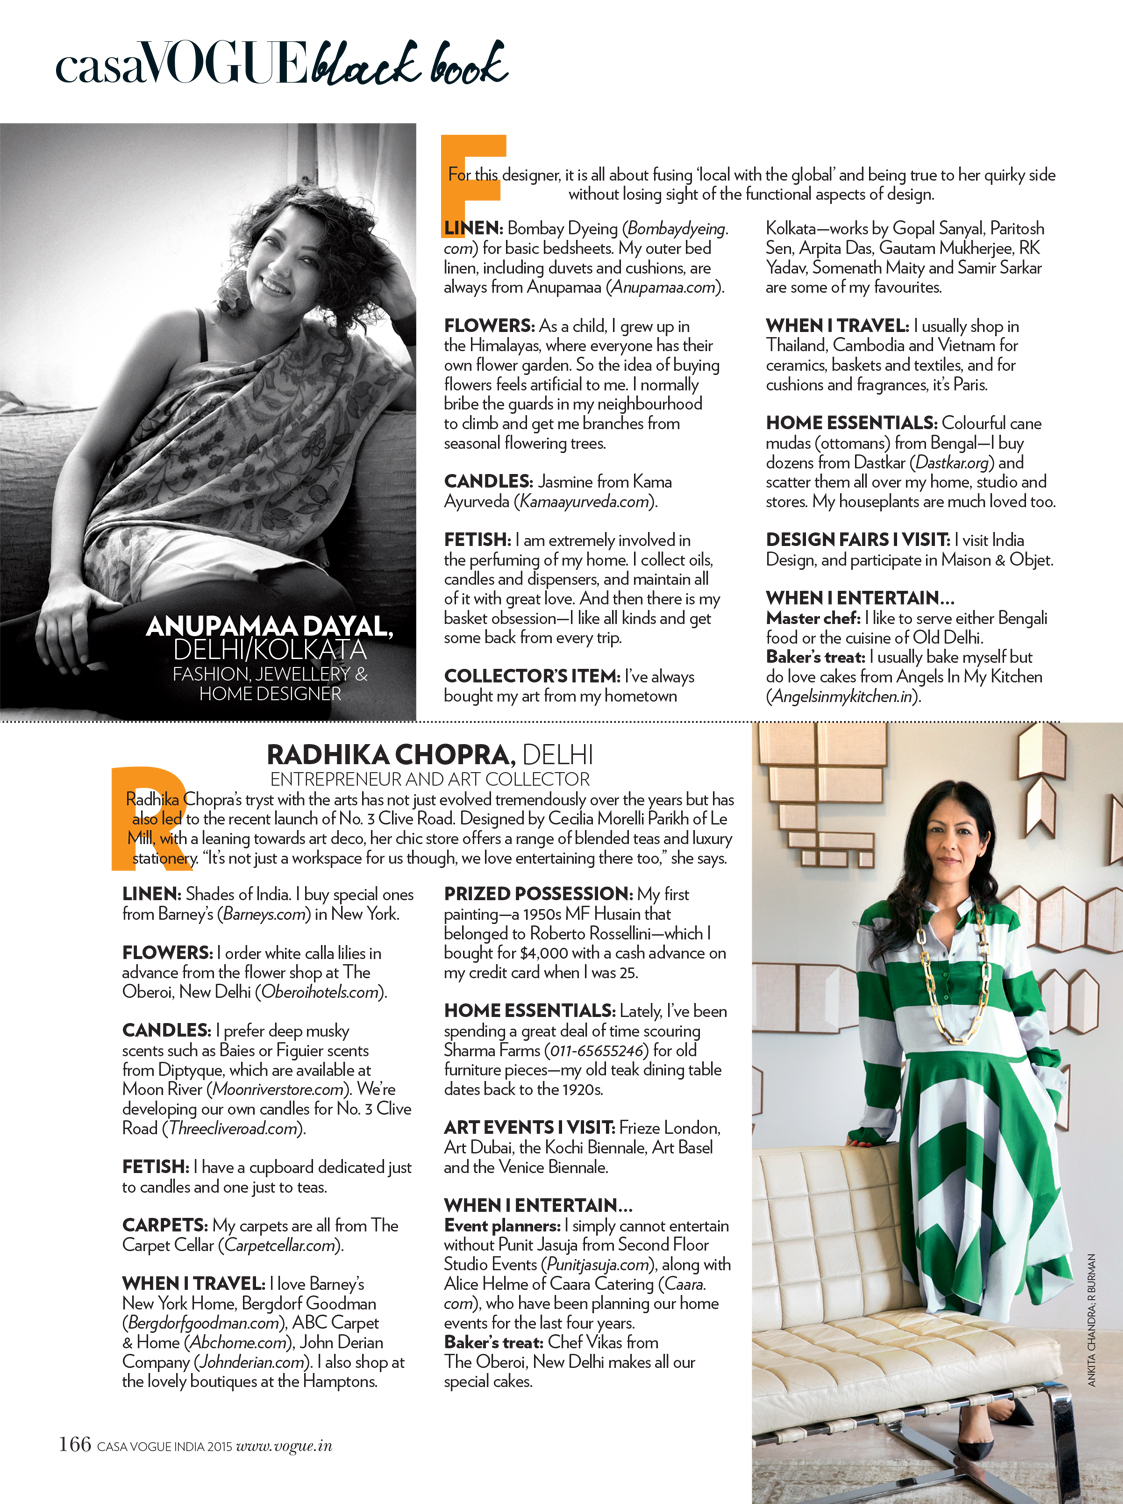 casaVOGUE black book
For this designer, it is all about fusing ‘local with the global’ and being true to her quirky side
without losing sight of the functional aspects of design.
LINEN: Bombay Dyeing (Bombaydyeing.
com) for basic bedsheets. My outer bed
linen, including duvets and cushions, are
always from Anupamaa (Anupamaa.com).
FLOWERS: As a child, I grew up in
the Himalayas, where everyone has their
own flower garden. So the idea of buying
flowers feels artificial to me. I normally
bribe the guards in my neighbourhood
to climb and get me branches from
seasonal flowering trees.
CANDLES: Jasmine from Kama
Ayurveda (Kamaayurveda.com).
FETISH: I am extremely involved in
the perfuming of my home. I collect oils,
candles and dispensers, and maintain all
of it with great love. And then there is my
basket obsession—I like all kinds and get
some back from every trip.
COLLECTOR'S ITEM: I've always
bought my art from my hometown
Kolkata—works by Gopal Sanyal, Paritosh
Sen, Arpita Das, Gautam Mukherjee, RK
Yadav, Somenath Maity and Samir Sarkar
are some of my favourites.
WHEN I TRAVEL: I usually shop in
Thailand, Cambodia and Vietnam for
ceramics, baskets and textiles, and for
cushions and fragrances, it's Paris.
HOME ESSENTIALS: Colourful cane
mudas (ottomans) from Bengal—I buy
dozens from Dastkar (Dastkar.org) and
scatter them all over my home, studio and
stores. My houseplants are much loved too.
DESIGN FAIRS I VISIT: I visit India
Design, and participate in Maison & Objet.
WHEN I ENTERTAIN...
Master chef: I like to serve either Bengali
food or the cuisine of Old Delhi.
Baker's treat: I usually bake myself but
do love cakes from Angels In My Kitchen
(Angelsinmykitchen.in).
ANUPAMAA DAYAL,
DELHI/KOLKATA
FASHION, JEWELLERY &
HOME DESIGNER
RADHIKA CHOPRA, DELHI
ENTREPRENEUR AND ART COLLECTOR
Radhika Chopra's tryst with the arts has not just evolved tremendously over the years but has
also led to the recent launch of No. 3 Clive Road. Designed by Cecilia Morelli Parikh of Le
Mill, with a leaning towards art deco, her chic store offers a range of blended teas and luxury
stationery. “It's not just a workspace for us though, we love entertaining there too,” she says.
LINEN: Shades of India. I buy special ones
from Barney's (Barneys.com) in New York.
FLOWERS: I order white calla lilies in
advance from the flower shop at The
Oberoi, New Delhi (Oberoihotels.com).
CANDLES: I prefer deep musky
scents such as Baies or Figuier scents
from Diptyque, which are available at
Moon River (Moonriverstore.com). We're
developing our own candles for No. 3 Clive
Road (Threecliveroad.com).
FETISH: I have a cupboard dedicated just
to candles and one just to teas.
CARPETS: My carpets are all from The
Carpet Cellar (Carpetcellar.com).
WHEN I TRAVEL: I love Barney's
New York Home, Bergdorf Goodman
(Bergdorfgoodman.com), ABC Carpet
& Home (Abchome.com), John Derian
Company (Johnderian.com). I also shop at
the lovely boutiques at the Hamptons.
PRIZED POSSESSION: My first
painting—a 1950s MF Husain that
belonged to Roberto Rossellini—which I
bought for $4,000 with a cash advance on
my credit card when I was 25.
HOME ESSENTIALS: Lately, I've been
spending a great deal of time scouring
Sharma Farms (011-65655246) for old
furniture pieces—my old teak dining table
dates back to the 1920s.
ART EVENTS I VISIT: Frieze London,
Art Dubai, the Kochi Biennale, Art Basel
and the Venice Biennale.
WHEN I ENTERTAIN...
Event planners: I simply cannot entertain
without Punit Jasuja from Second Floor
Studio Events (Punitjasuja.com), along with
Alice Helme of Caara Catering (Caara.
com), who have been planning our home
events for the last four years.
Baker's treat: Chef Vikas from
The Oberoi, New Delhi makes all our
special cakes.
ANKITA CHANDRA; R BURMAN
166 CASA VOGUE INDIA 2015 www.vogue.in